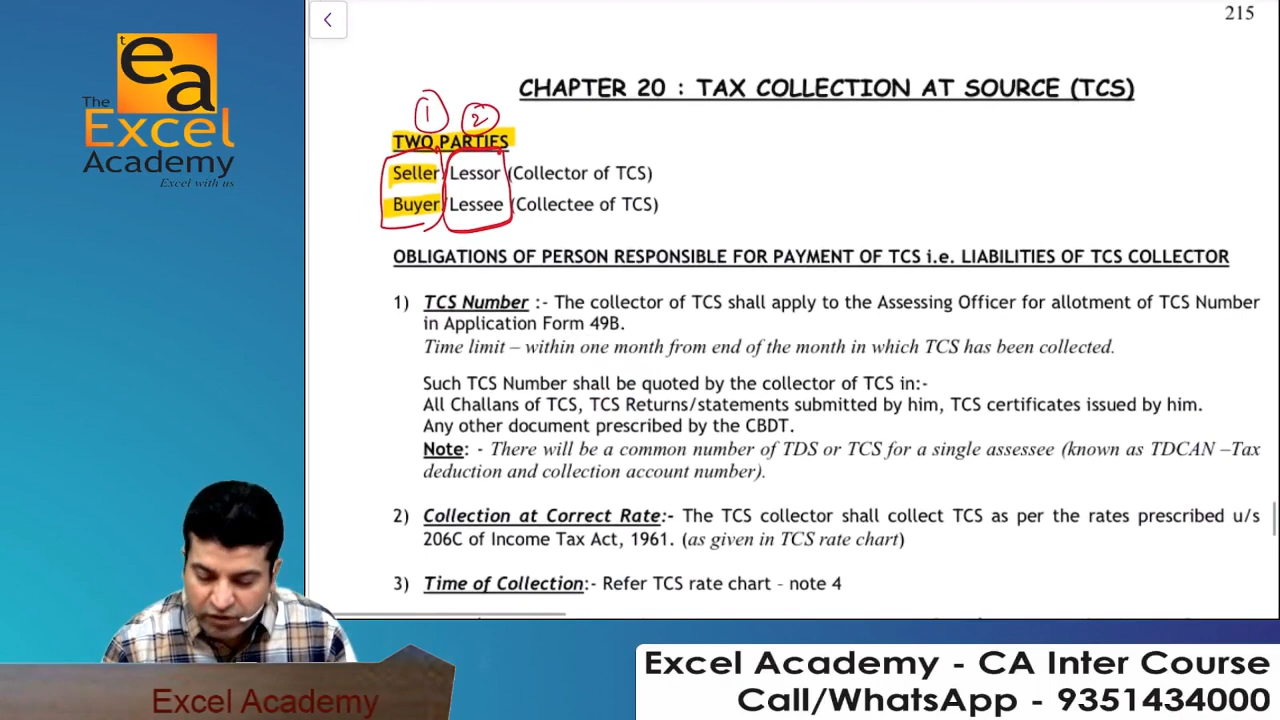 215
t
ea
The
Excel
Academy
Excel with us
CHAPTER 20 : TAX COLLECTION AT SOURCE (TCS)
1 2
TWO PARTIES
Seller/Lessor (Collector of TCS)
Buyer/Lessee (Collectee of TCS)
OBLIGATIONS OF PERSON RESPONSIBLE FOR PAYMENT OF TCS i.e. LIABILITIES OF TCS COLLECTOR
1) TCS Number :- The collector of TCS shall apply to the Assessing Officer for allotment of TCS Number
in Application Form 49B.
Time limit – within one month from end of the month in which TCS has been collected.
Such TCS Number shall be quoted by the collector of TCS in:-
All Challans of TCS, TCS Returns/statements submitted by him, TCS certificates issued by him.
Any other document prescribed by the CBDT.
Note: - There will be a common number of TDS or TCS for a single assessee (known as TDCAN –Tax
deduction and collection account number).
2) Collection at Correct Rate:- The TCS collector shall collect TCS as per the rates prescribed u/s
206C of Income Tax Act, 1961. (as given in TCS rate chart)
3) Time of Collection:- Refer TCS rate chart – note 4
Excel Academy
Excel Academy - CA Inter Course
Call/WhatsApp - 9351434000